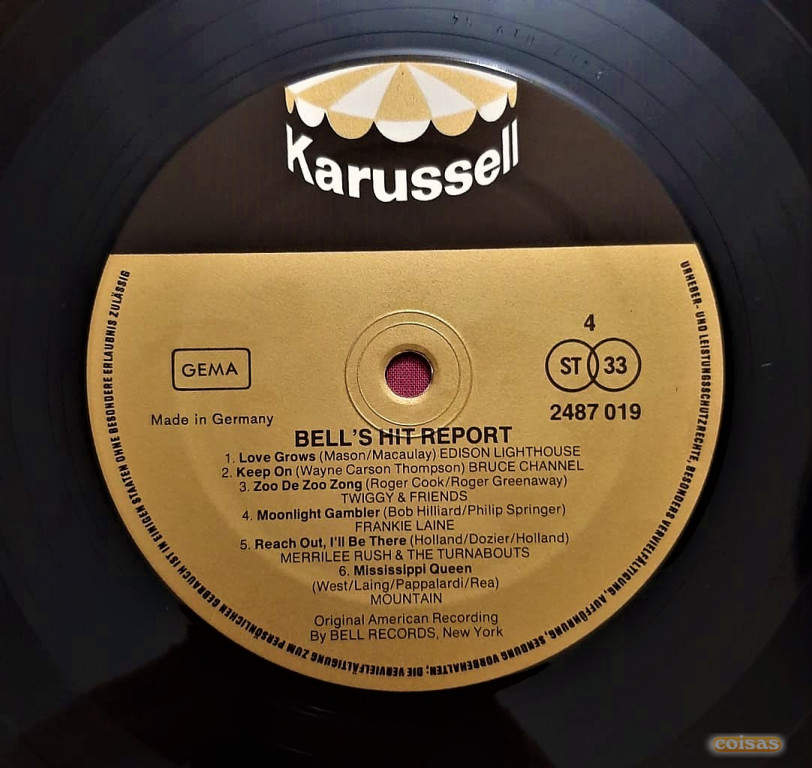 Karussell
4
GEMA
ST 33
Made in Germany
2487 019
BELL'S HIT REPORT
1. Love Grows (Mason/Macaulay) EDISON LIGHTHOUSE
2. Keep On (Wayne Carson Thompson) BRUCE CHANNEL
3. Zoo De Zoo Zong (Roger Cook/Roger Greenaway)
TWIGGY & FRIENDS
4. Moonlight Gambler (Bob Hilliard/Philip Springer)
FRANKIE LAINE
5. Reach Out, I'll Be There (Holland/Dozier/Holland)
MERRILEE RUSH & THE TURNABOUTS
6. Mississippi Queen
(West/Laing/Pappalardi/Rea)
MOUNTAIN
Original American Recording
By BELL RECORDS, New York
URHEBER- UND LEISTUNGSSCHUTZRECHTE, BESONDERS VERVIELFÄLTIGUNG, AUFFÜHRUNG, SENDUNG VORBEHALTEN; DIE VERVIELFÄLTIGUNG ZUM PERSÖNLICHEN GEBRAUCH IST IN EINIGEN STAATEN OHNE BESONDERE ERLAUBNIS ZULÄSSIG
coisas